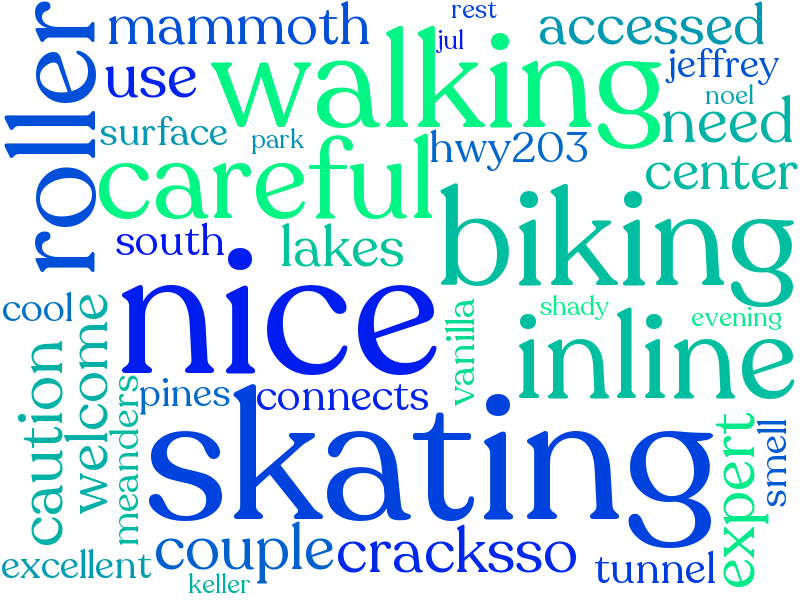 rest
mammoth
accessed
jul
roller
use
walking
jeffrey
noel
surface
park
need
careful
hwy203
center
south
lakes
biking
nice
cool
shady
evening
vanilla
inline
caution
welcome
meanders
pines
connects
skating
expert
smell
couple
cracksso
excellent
tunnel
keller